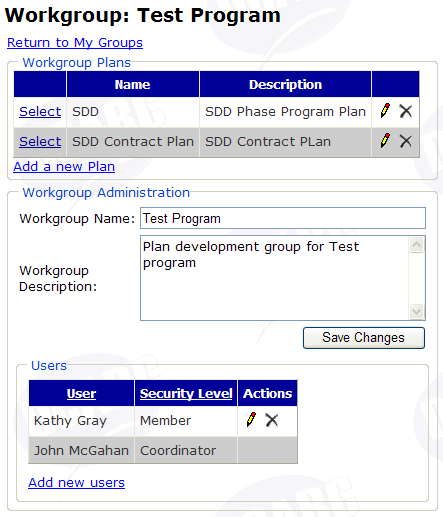 Workgroup: Test Program
Return to My Groups
Workgroup Plans
Name Description
Select SDD SDD Phase Program Plan
Select SDD Contract Plan SDD Contract PLan
Add a new Plan
Workgroup Administration
Workgroup Name: Test Program
Workgroup Description: Plan development group for Test
program
Save Changes
Users
User Security Level Actions
Kathy Gray Member
John McGahan Coordinator
Add new users